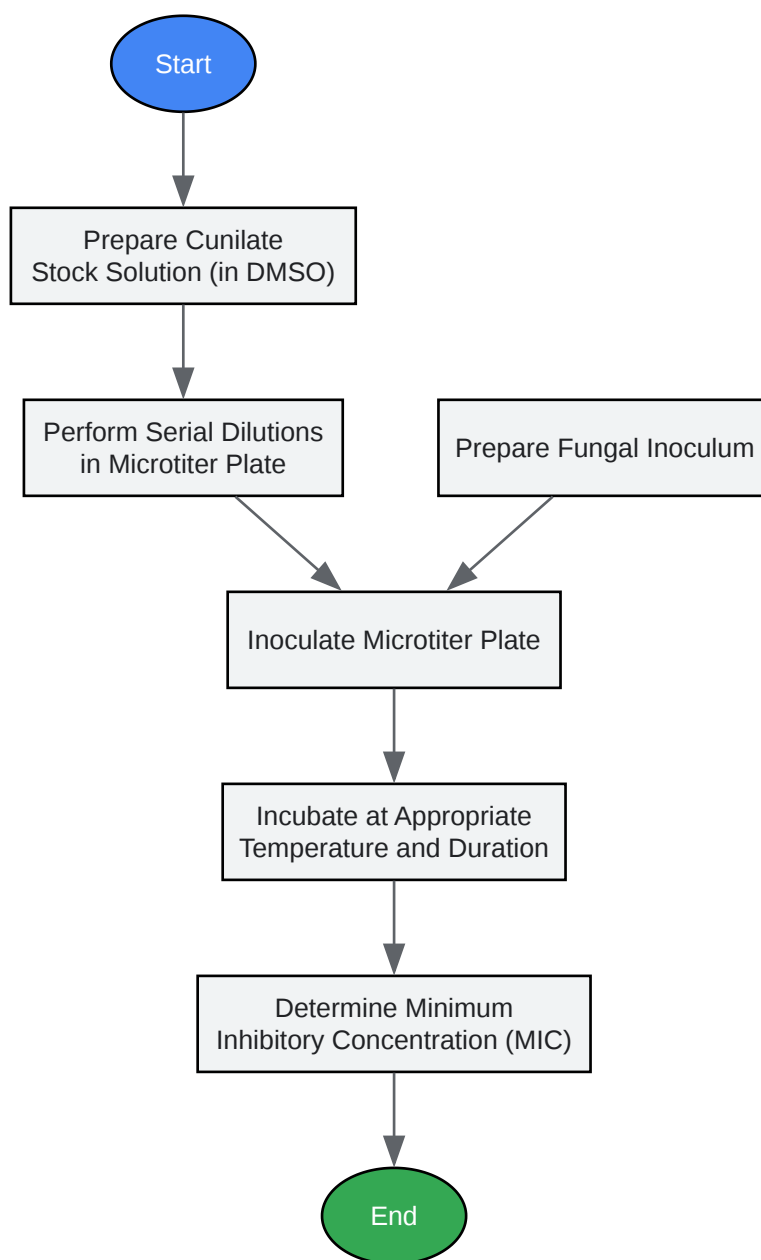 Start
Prepare Cunilate
Stock Solution (in DMSO)
Perform Serial Dilutions
in Microtiter Plate
Prepare Fungal Inoculum
Inoculate Microtiter Plate
Incubate at Appropriate
Temperature and Duration
Determine Minimum
Inhibitory Concentration (MIC)
End